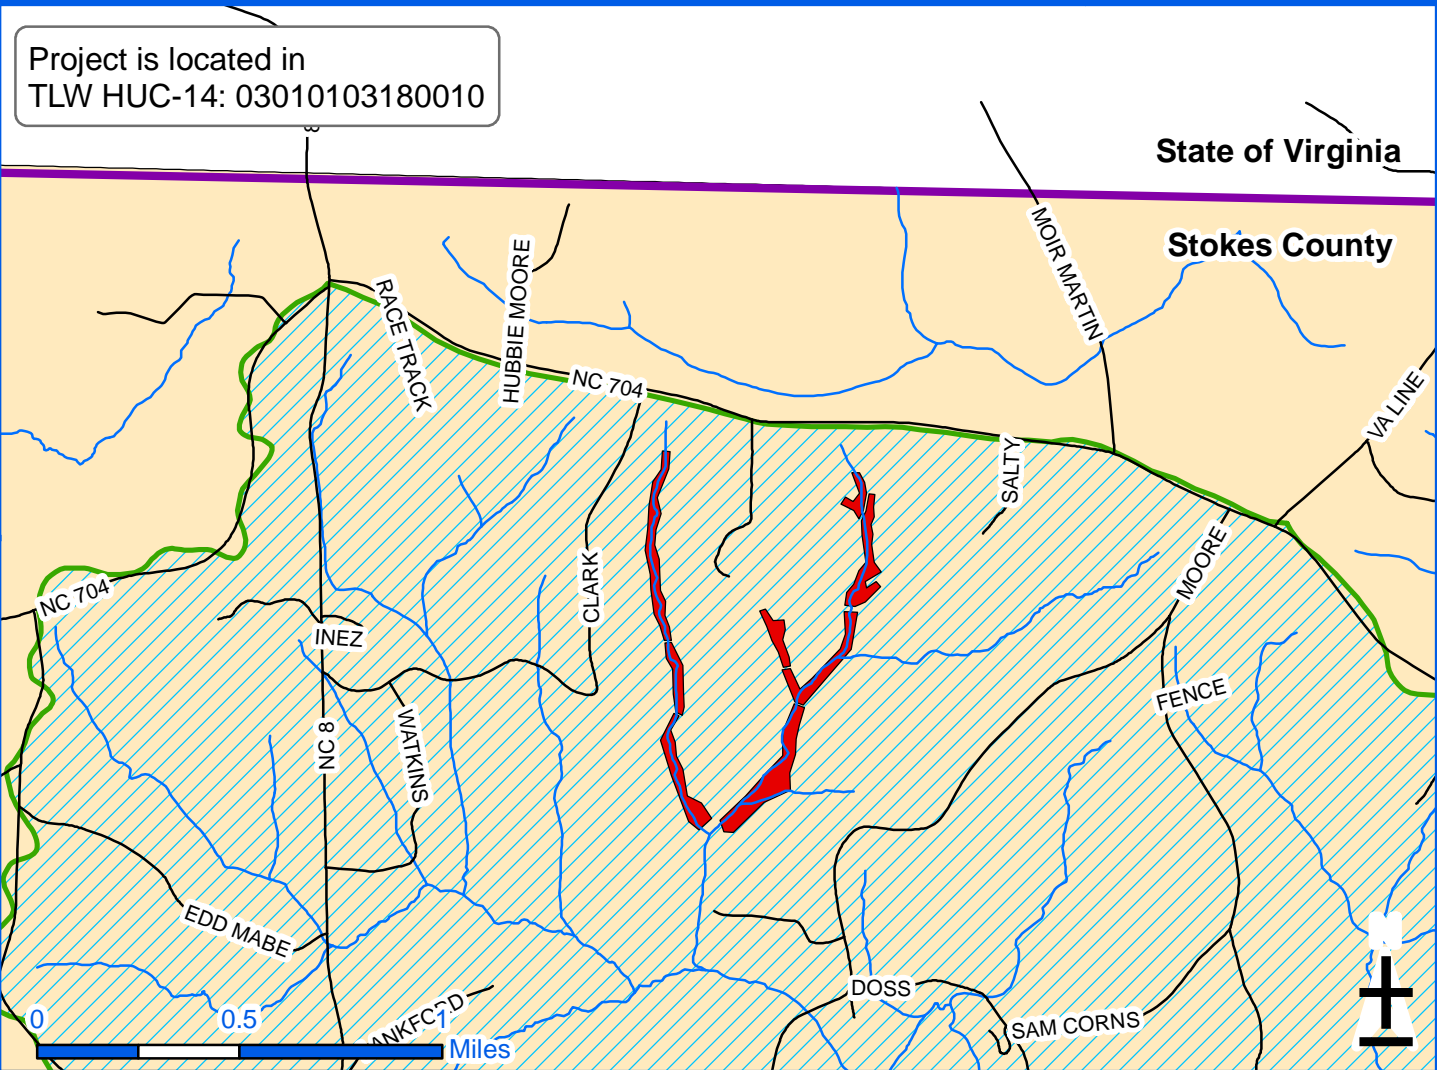 Project is located in
TLW HUC-14: 03010103180010
8
State of Virginia
Stokes County
MOIR MARTIN
HUBBIE MOORE
RACE TRACK
NC 704
VA LINE
SALTY
MOORE
CLARK
NC 704
INEZ
FENCE
NC 8
WATKINS
EDD MABE
N
DOSS
SAM CORNS
0 0.5 1
Miles